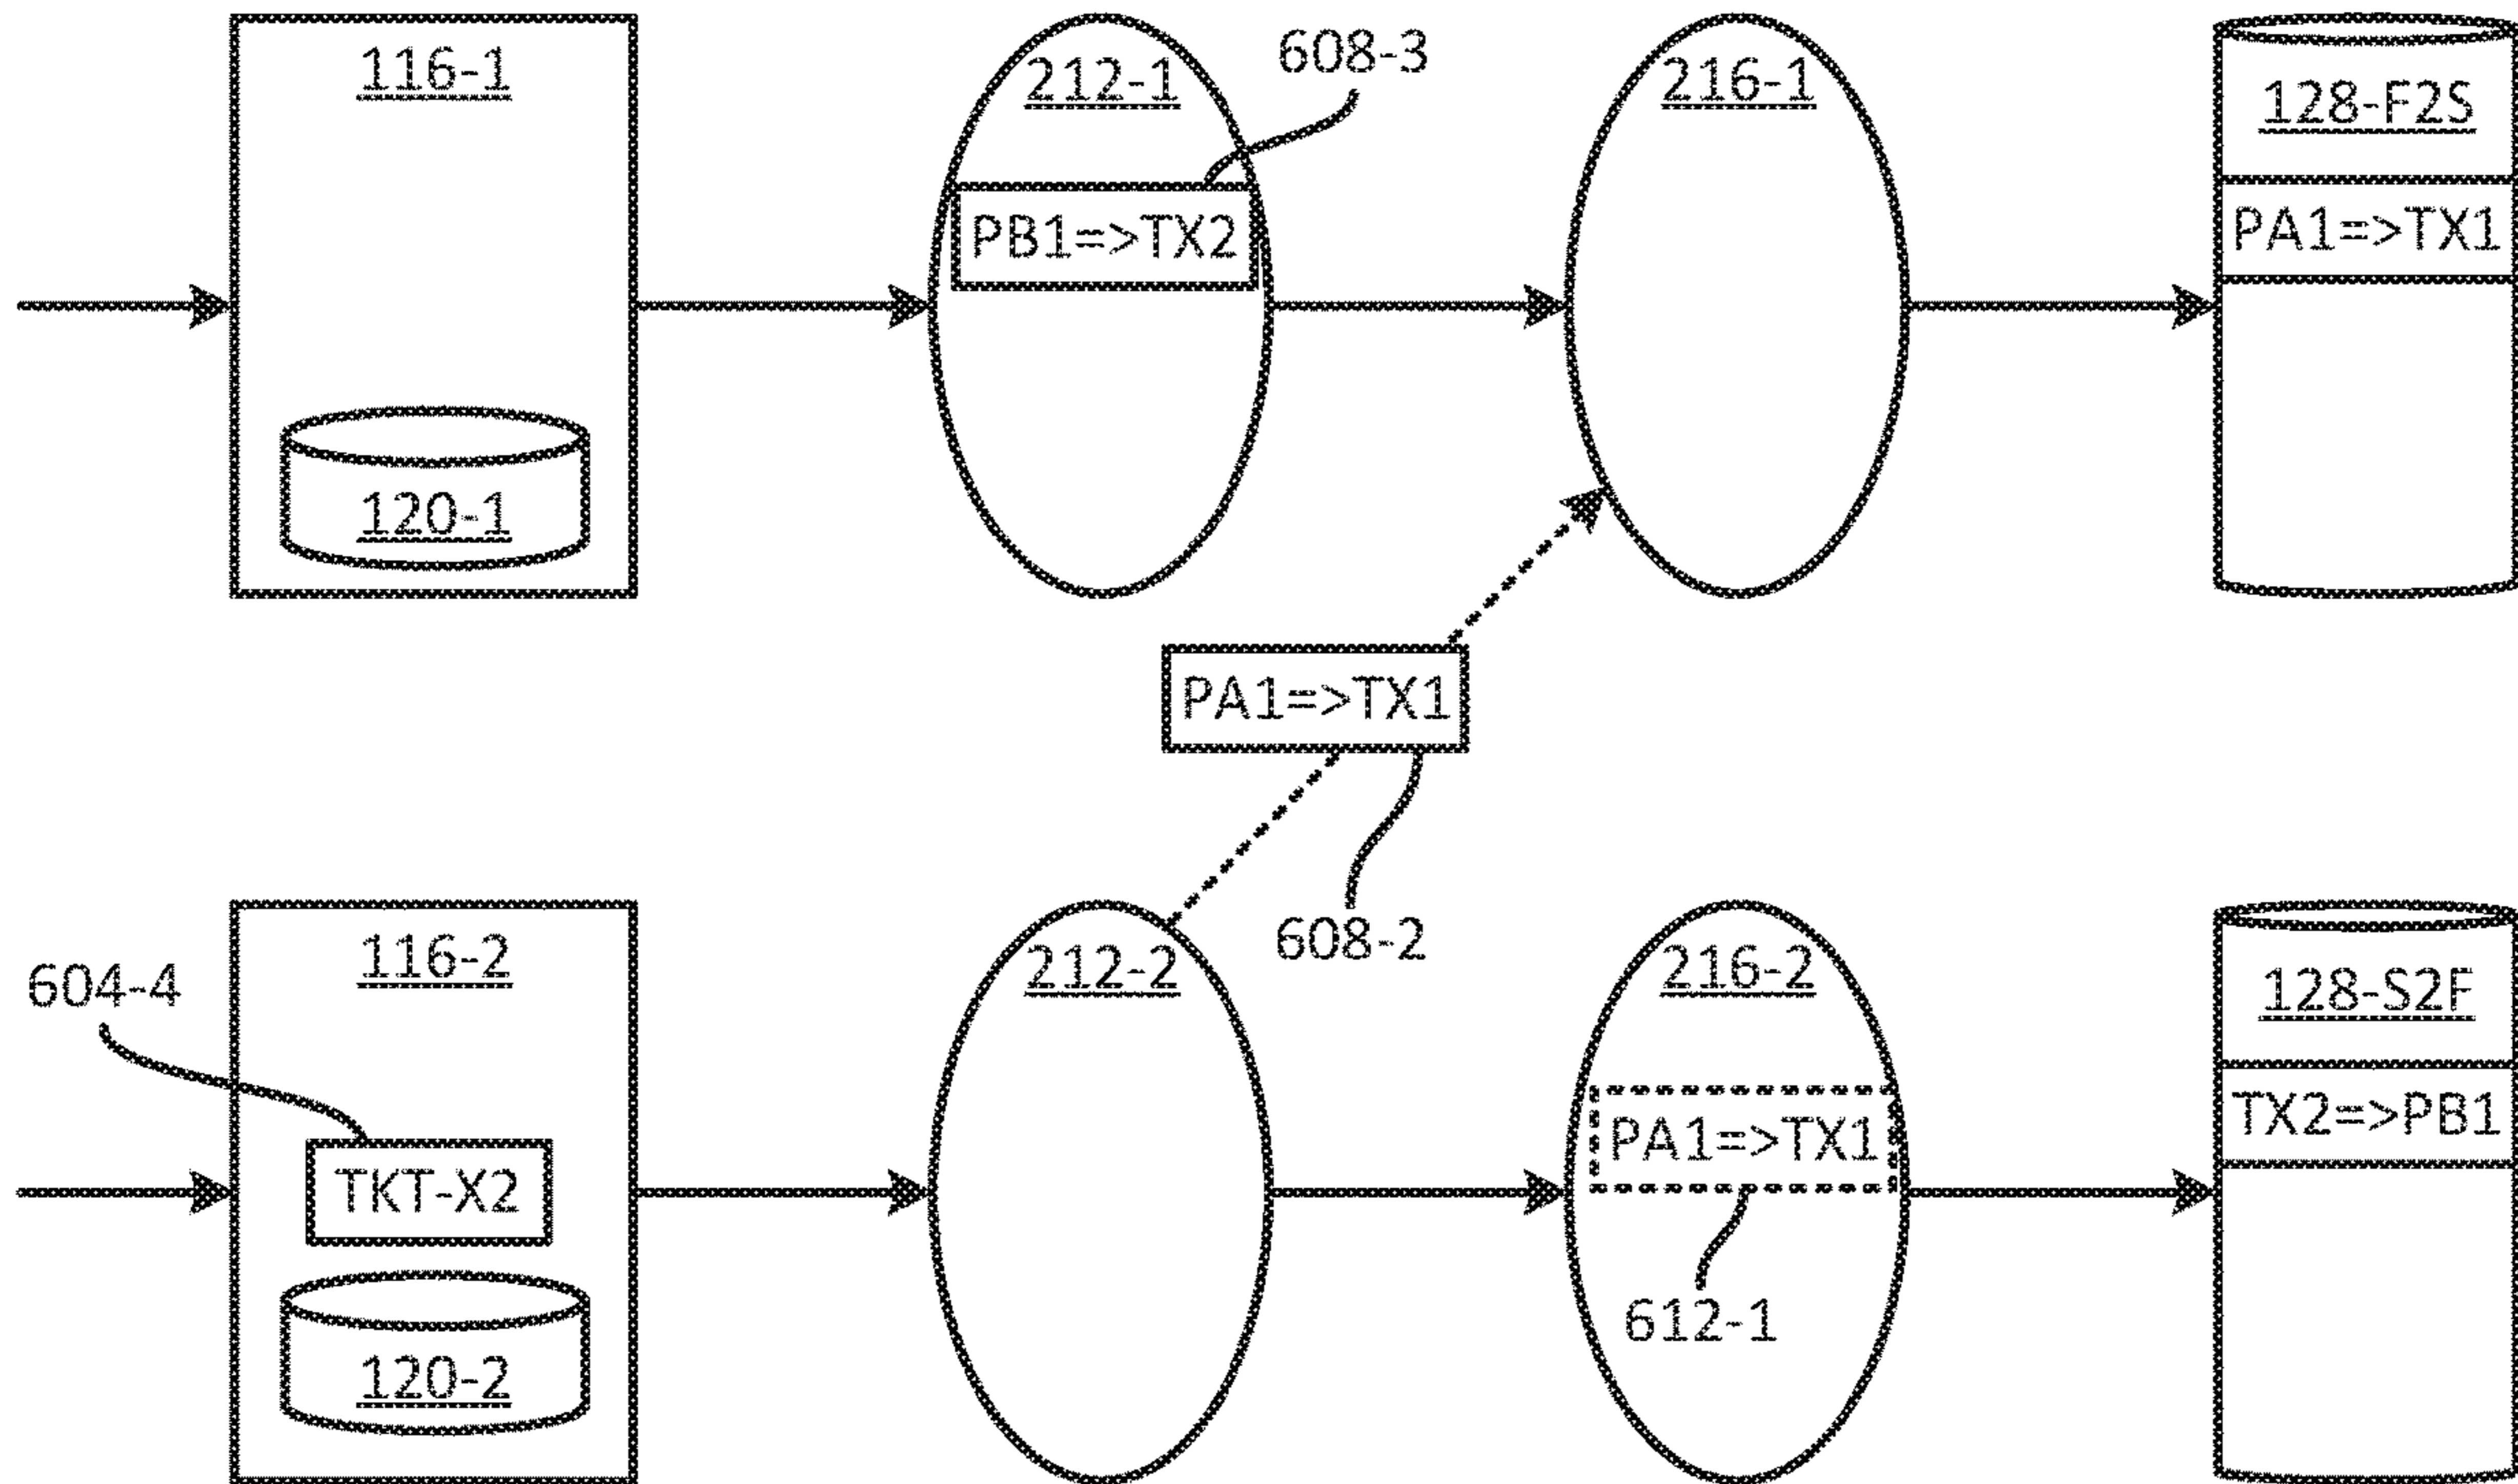 116-1
212-1
608-3
216-1
128-F2S
PB1=>TX2
PA1=>TX1
120-1
PA1=>TX1
604-4
116-2
212-2
608-2
216-2
128-S2F
TKT-X2
PA1=>TX1
TX2=>PB1
612-1
120-2